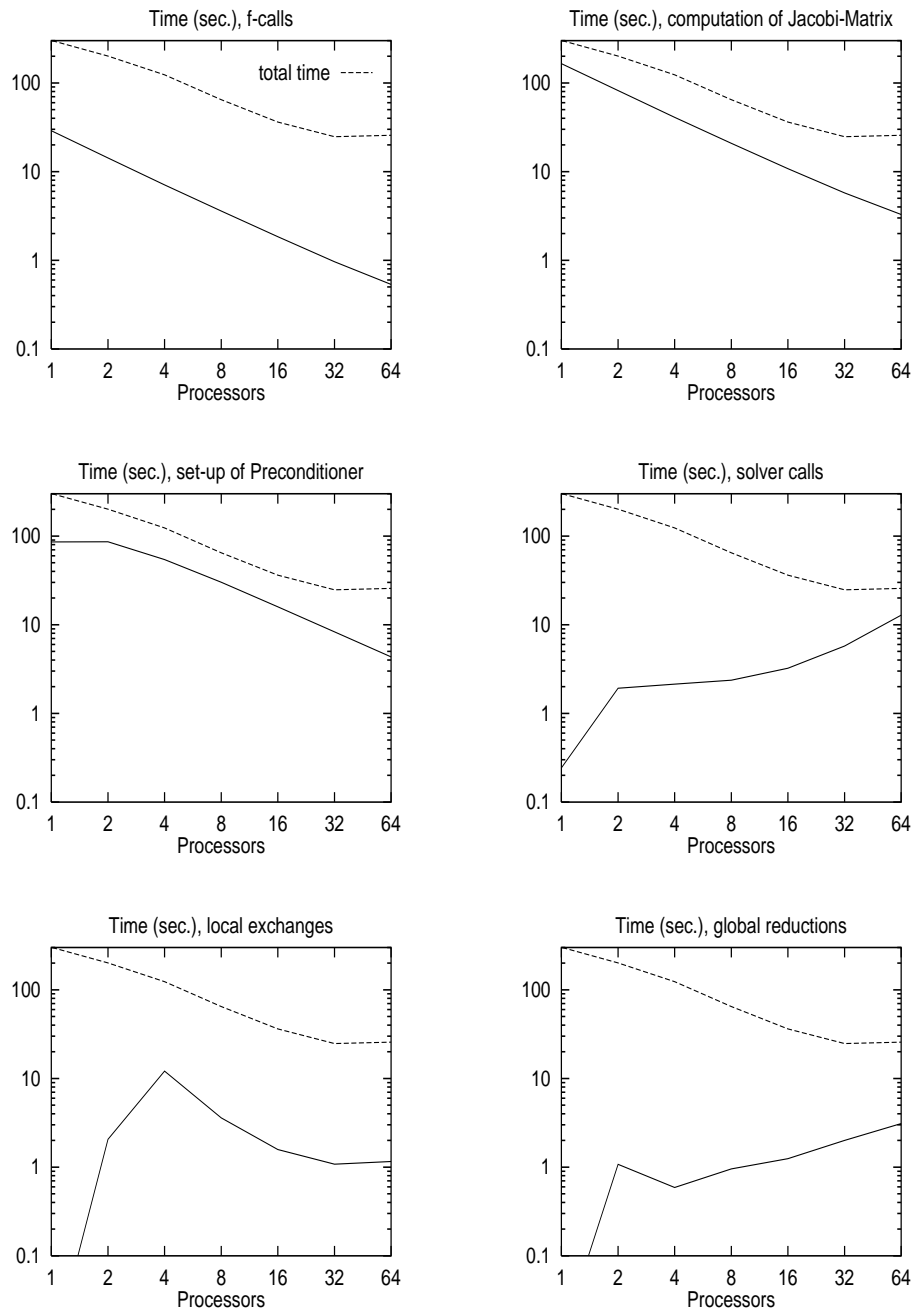 Time (sec.), f-calls
total time
100
10
1
0.1
1 2 4 8 16 32 64
Processors
Time (sec.), computation of Jacobi-Matrix
100
10
1
0.1
1 2 4 8 16 32 64
Processors
Time (sec.), set-up of Preconditioner
100
10
1
0.1
1 2 4 8 16 32 64
Processors
Time (sec.), solver calls
100
10
1
0.1
1 2 4 8 16 32 64
Processors
Time (sec.), local exchanges
100
10
1
0.1
1 2 4 8 16 32 64
Processors
Time (sec.), global reductions
100
10
1
0.1
1 2 4 8 16 32 64
Processors